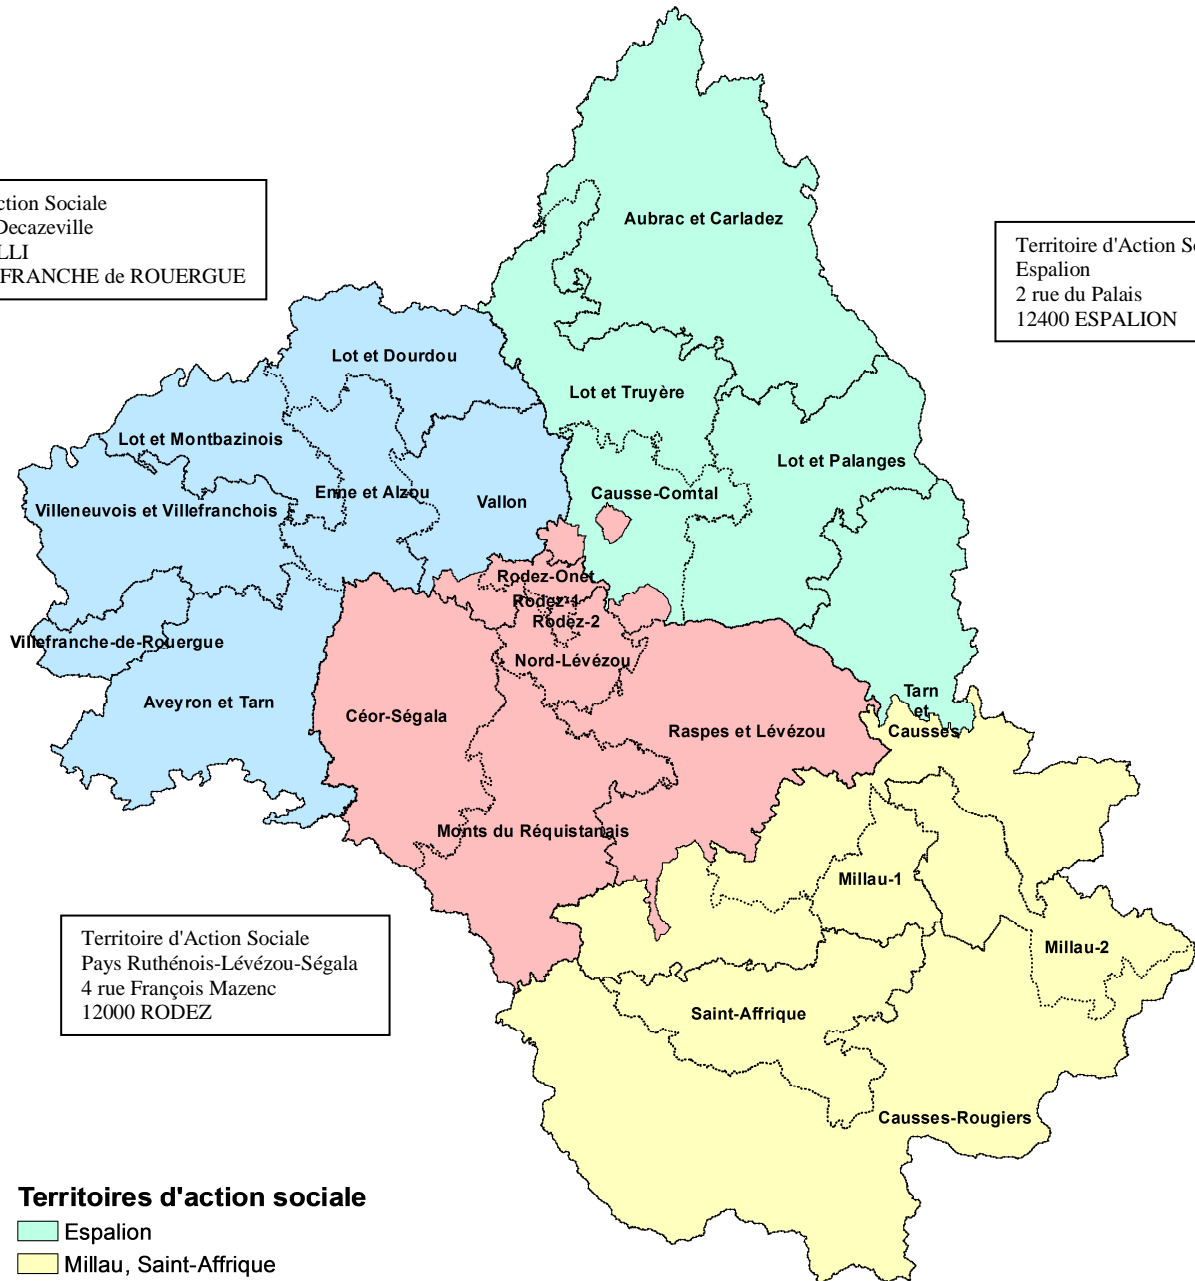 Aubrac et Carladez
ction Sociale
Decazeville
LLI
FRANCHE de ROUERGUE
Territoire d'Action So
Espalion
2 rue du Palais
12400 ESPALION
Lot et Dourdou
Lot et Truyère
Lot et Montbazinois
Lot et Palanges
Enne et Alzou
Vallon
Causse-Comtal
Villeneuvois et Villefranchois
Rodez-Onet
Rodez-1
Rodez-2
Villefranche-de-Rouergue
Nord-Lévézou
Aveyron et Tarn
Céor-Ségala
Raspes et Lévézou
Tarn
et
Causses
Monts du Réquistanais
Millau-1
Millau-2
Territoire d'Action Sociale
Pays Ruthénois-Lévézou-Ségala
4 rue François Mazenc
12000 RODEZ
Saint-Affrique
Causses-Rougiers
Territoires d'action sociale
Espalion
Millau, Saint-Affrique